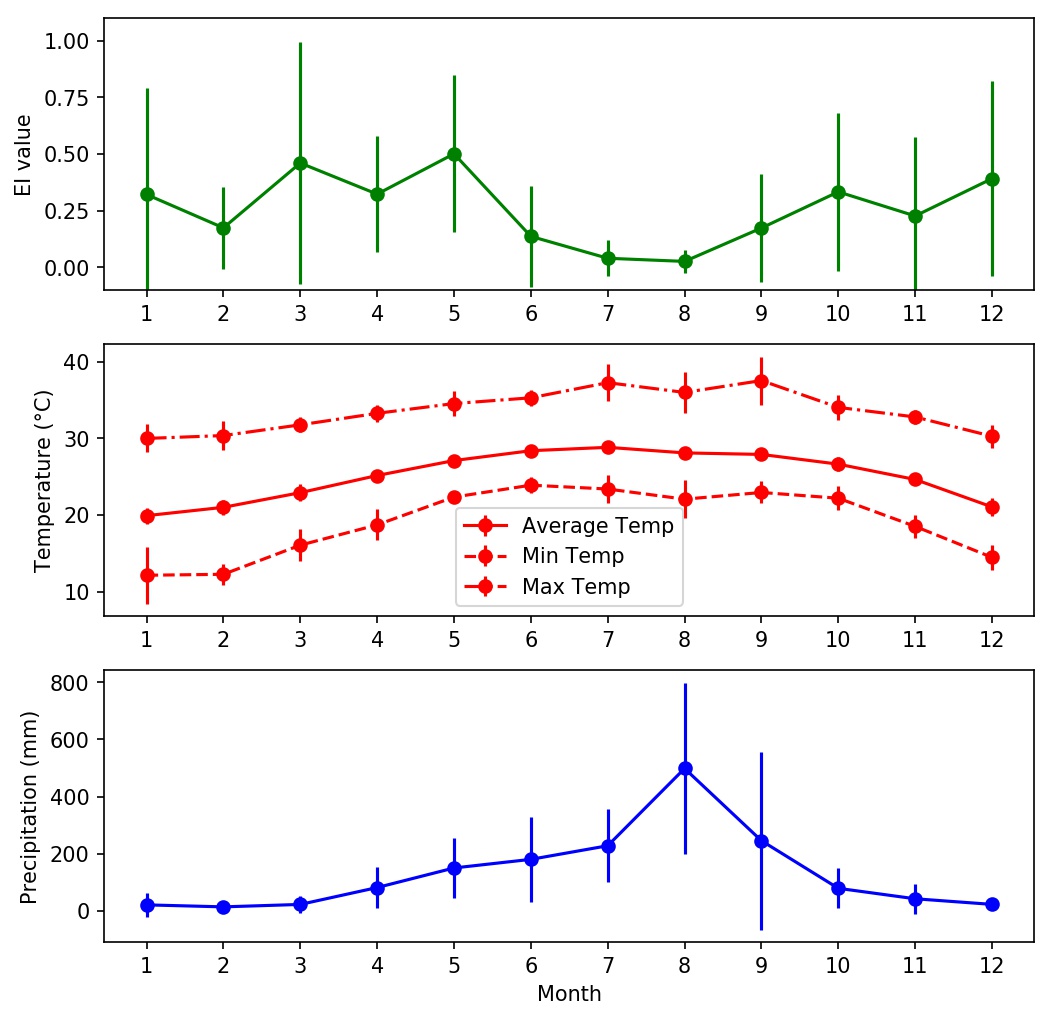 1.00
0.75
0.50
0.25
0.00
EI value
1 2 3 4 5 6 7 8 9 10 11 12
40
30
20
10
Temperature (°C)
Average Temp
Min Temp
Max Temp
1 2 3 4 5 6 7 8 9 10 11 12
800
600
400
200
0
Precipitation (mm)
1 2 3 4 5 6 7 8 9 10 11 12
Month